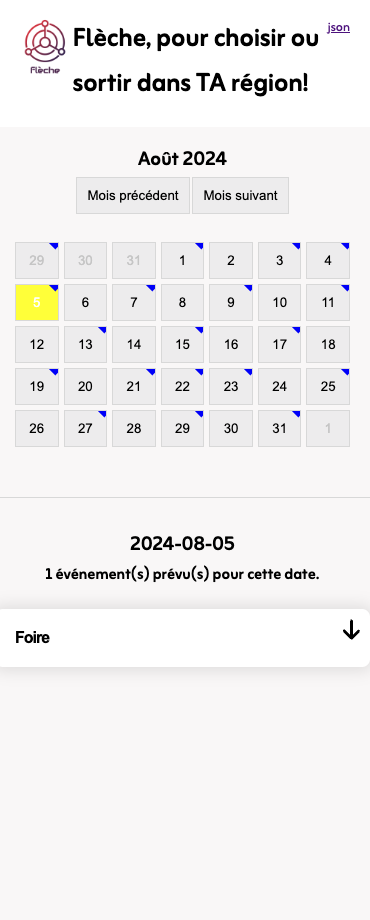 Flèche, pour choisir ou
json
flèche
sortir dans TA région!
Août 2024
Mois précédent Mois suivant
29 30 31 1 2 3 4
5 6 7 8 9 10 11
12 13 14 15 16 17 18
19 20 21 22 23 24 25
26 27 28 29 30 31 1
2024-08-05
1 événement(s) prévu(s) pour cette date.
Foire